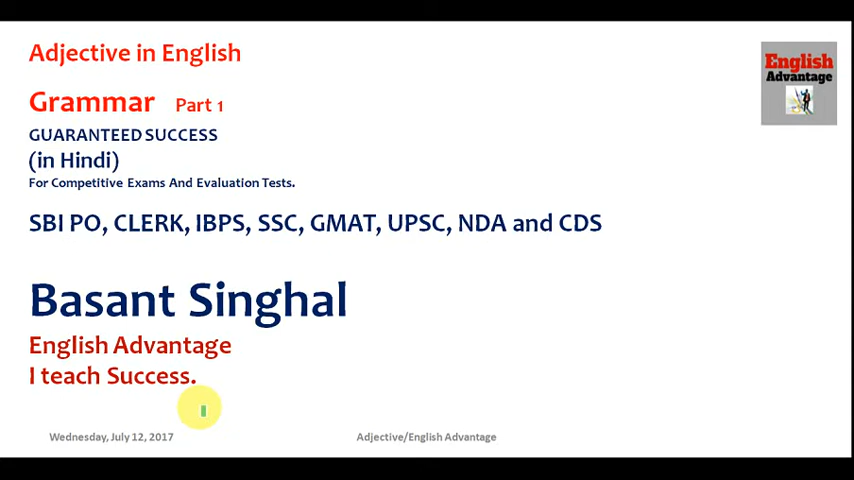 Adjective in English
Grammar Part 1
GUARANTEED SUCCESS
(in Hindi)
For Competitive Exams And Evaluation Tests.
SBI PO, CLERK, IBPS, SSC, GMAT, UPSC, NDA and CDS
Basant Singhal
English Advantage
I teach Success.
Wednesday, July 12, 2017
Adjective/English Advantage
English
Advantage